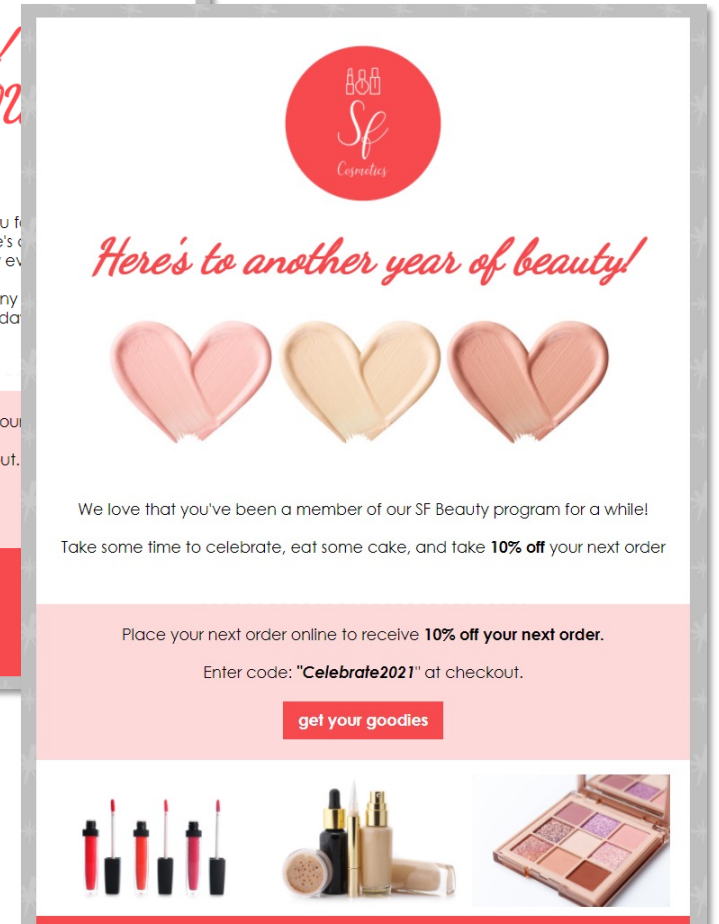 Sf
Cosmetics
Here's to another year of beauty!
We love that you've been a member of our SF Beauty program for a while!
Take some time to celebrate, eat some cake, and take 10% off your next order
Place your next order online to receive 10% off your next order.
Enter code: "Celebrate2021" at checkout.
get your goodies